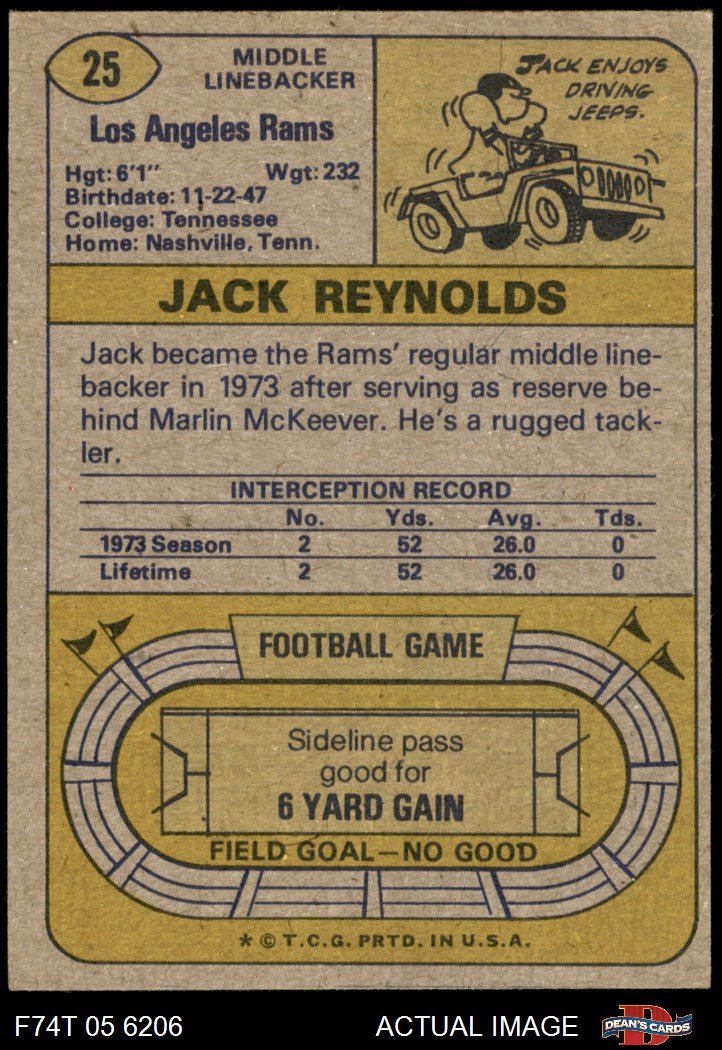 25
MIDDLE
LINEBACKER
Los Angeles Rams
Hgt: 6'1" Wgt: 232
Birthdate: 11-22-47
College: Tennessee
Home: Nashville, Tenn.
JACK ENJOYS
DRIVING
JEEPS.
JACK REYNOLDS
Jack became the Rams' regular middle line-
backer in 1973 after serving as reserve be-
hind Marlin McKeever. He's a rugged tack-
ler.
INTERCEPTION RECORD
No. Yds. Avg. Tds.
1973 Season 2 52 26.0 0
Lifetime 2 52 26.0 0
FOOTBALL GAME
Sideline pass
good for
6 YARD GAIN
FIELD GOAL—NO GOOD
* © T.C.G. PRTD. IN U.S.A.
F74T 05 6206 ACTUAL IMAGE
D
DEAN'S CARDS